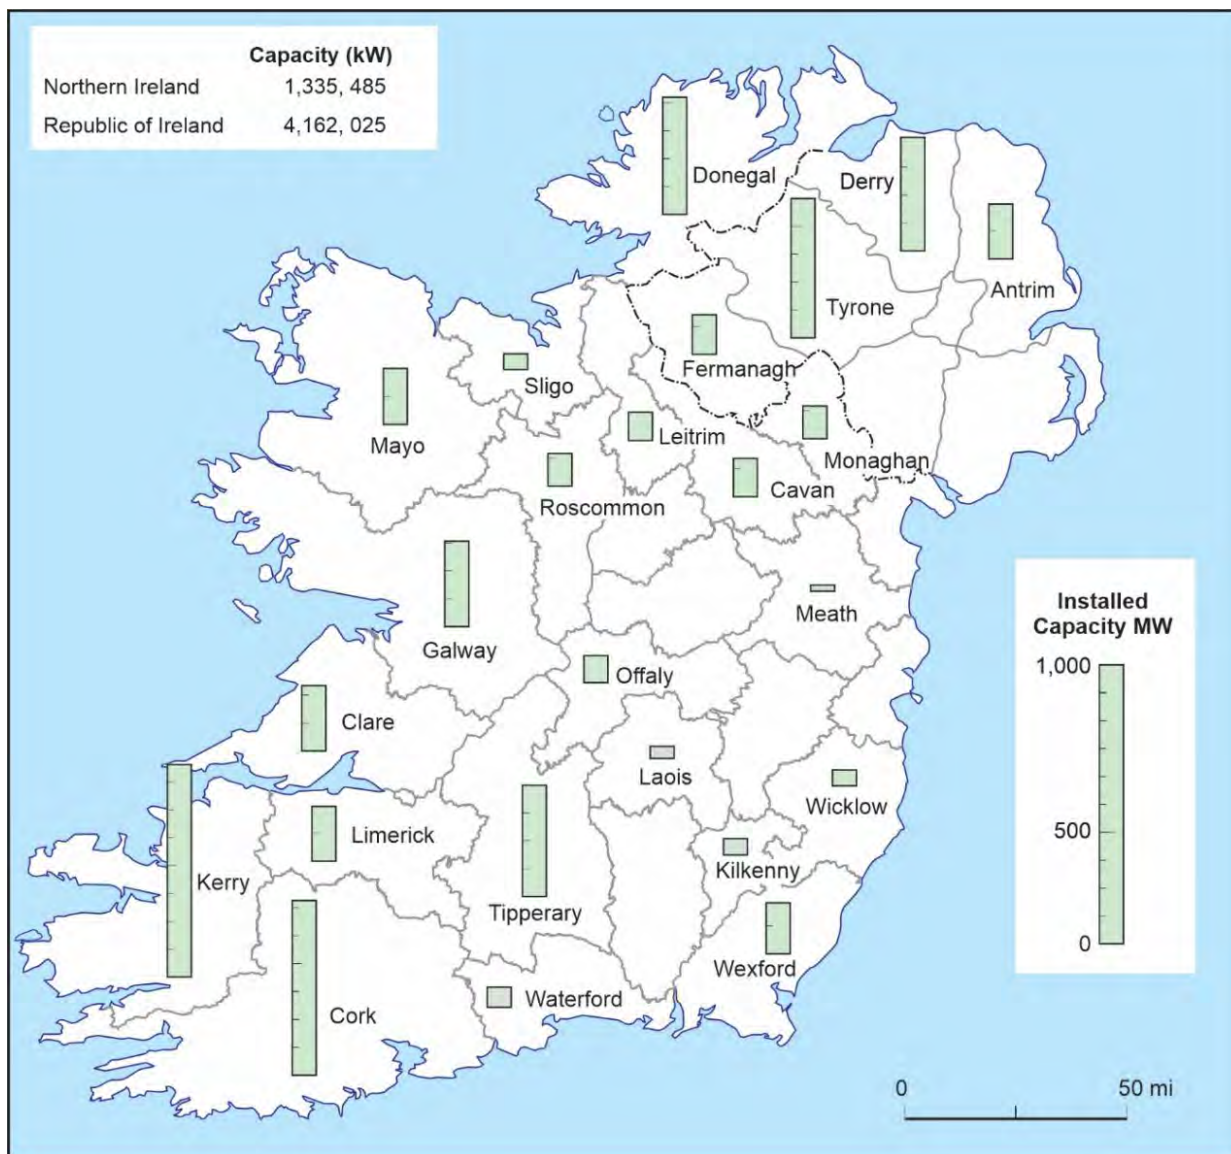 Capacity (kW)
Northern Ireland 1,335, 485
Republic of Ireland 4,162, 025
Donegal
Derry
Antrim
Tyrone
Fermanagh
Sligo
Mayo
Leitrim
Monaghan
Cavan
Roscommon
Meath
Galway
Offaly
Clare
Laois
Wicklow
Limerick
Kilkenny
Kerry
Tipperary
Wexford
Waterford
Cork
Installed
Capacity MW
1,000
500
0
0 50 mi